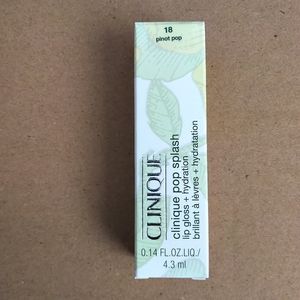 18
pinot pop
CLINIQUE
clinique pop splash
lip gloss + hydration
brillant à lèvres + hydratation
0.14 FL.OZ.LIQ./
4.3 ml